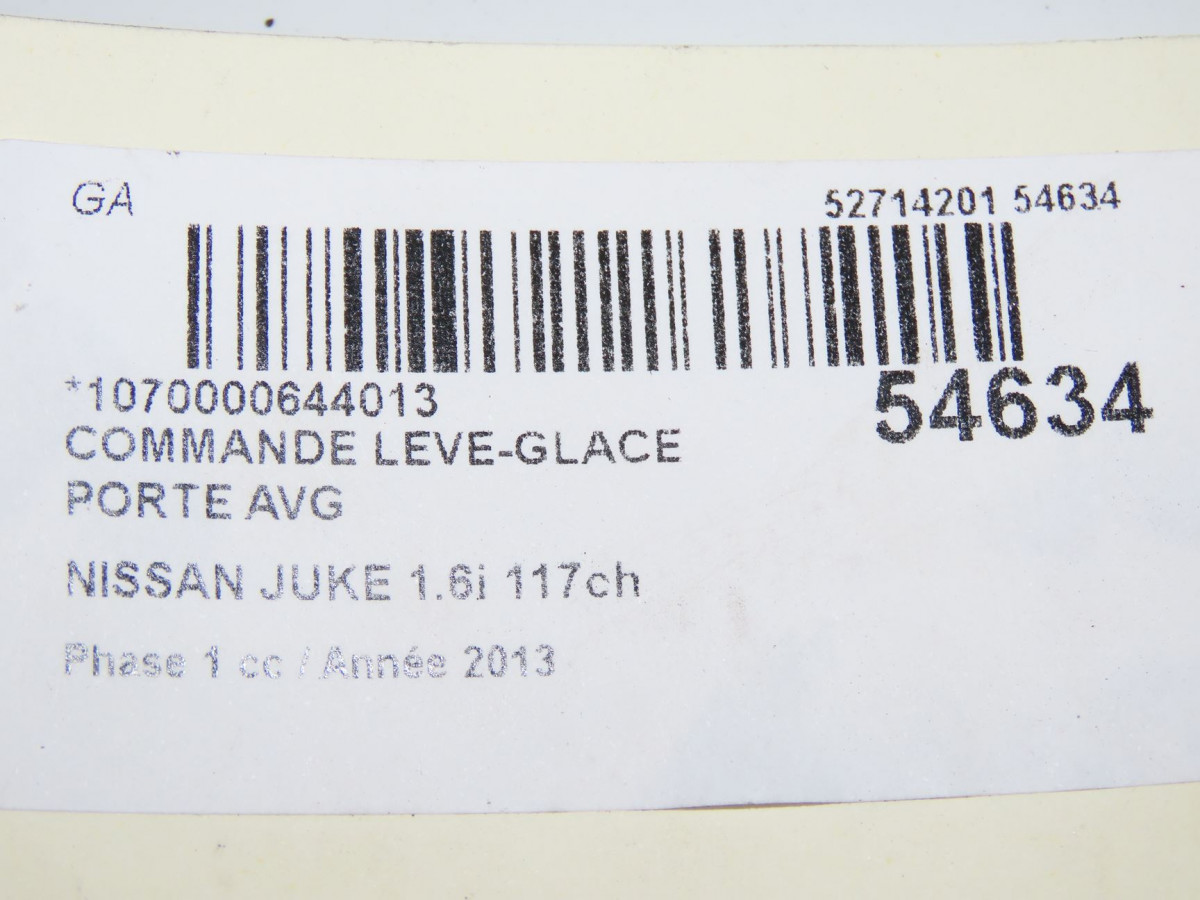 GA
52714201 54634
*1070000644013
54634
COMMANDE LEVE-GLACE
PORTE AVG
NISSAN JUKE 1.6i 117ch
Phase 1 cc / Année 2013